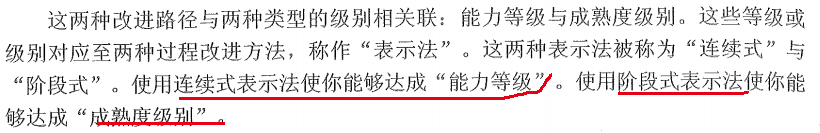 这两种改进路径与两种类型的级别相关联：能力等级与成熟度级别。这些等级或
级别对应至两种过程改进方法，称作“表示法”。这两种表示法被称为“连续式”与
“阶段式”。使用连续式表示法使你能够达成“能力等级”。使用阶段式表示法使你能
够达成“成熟度级别”。